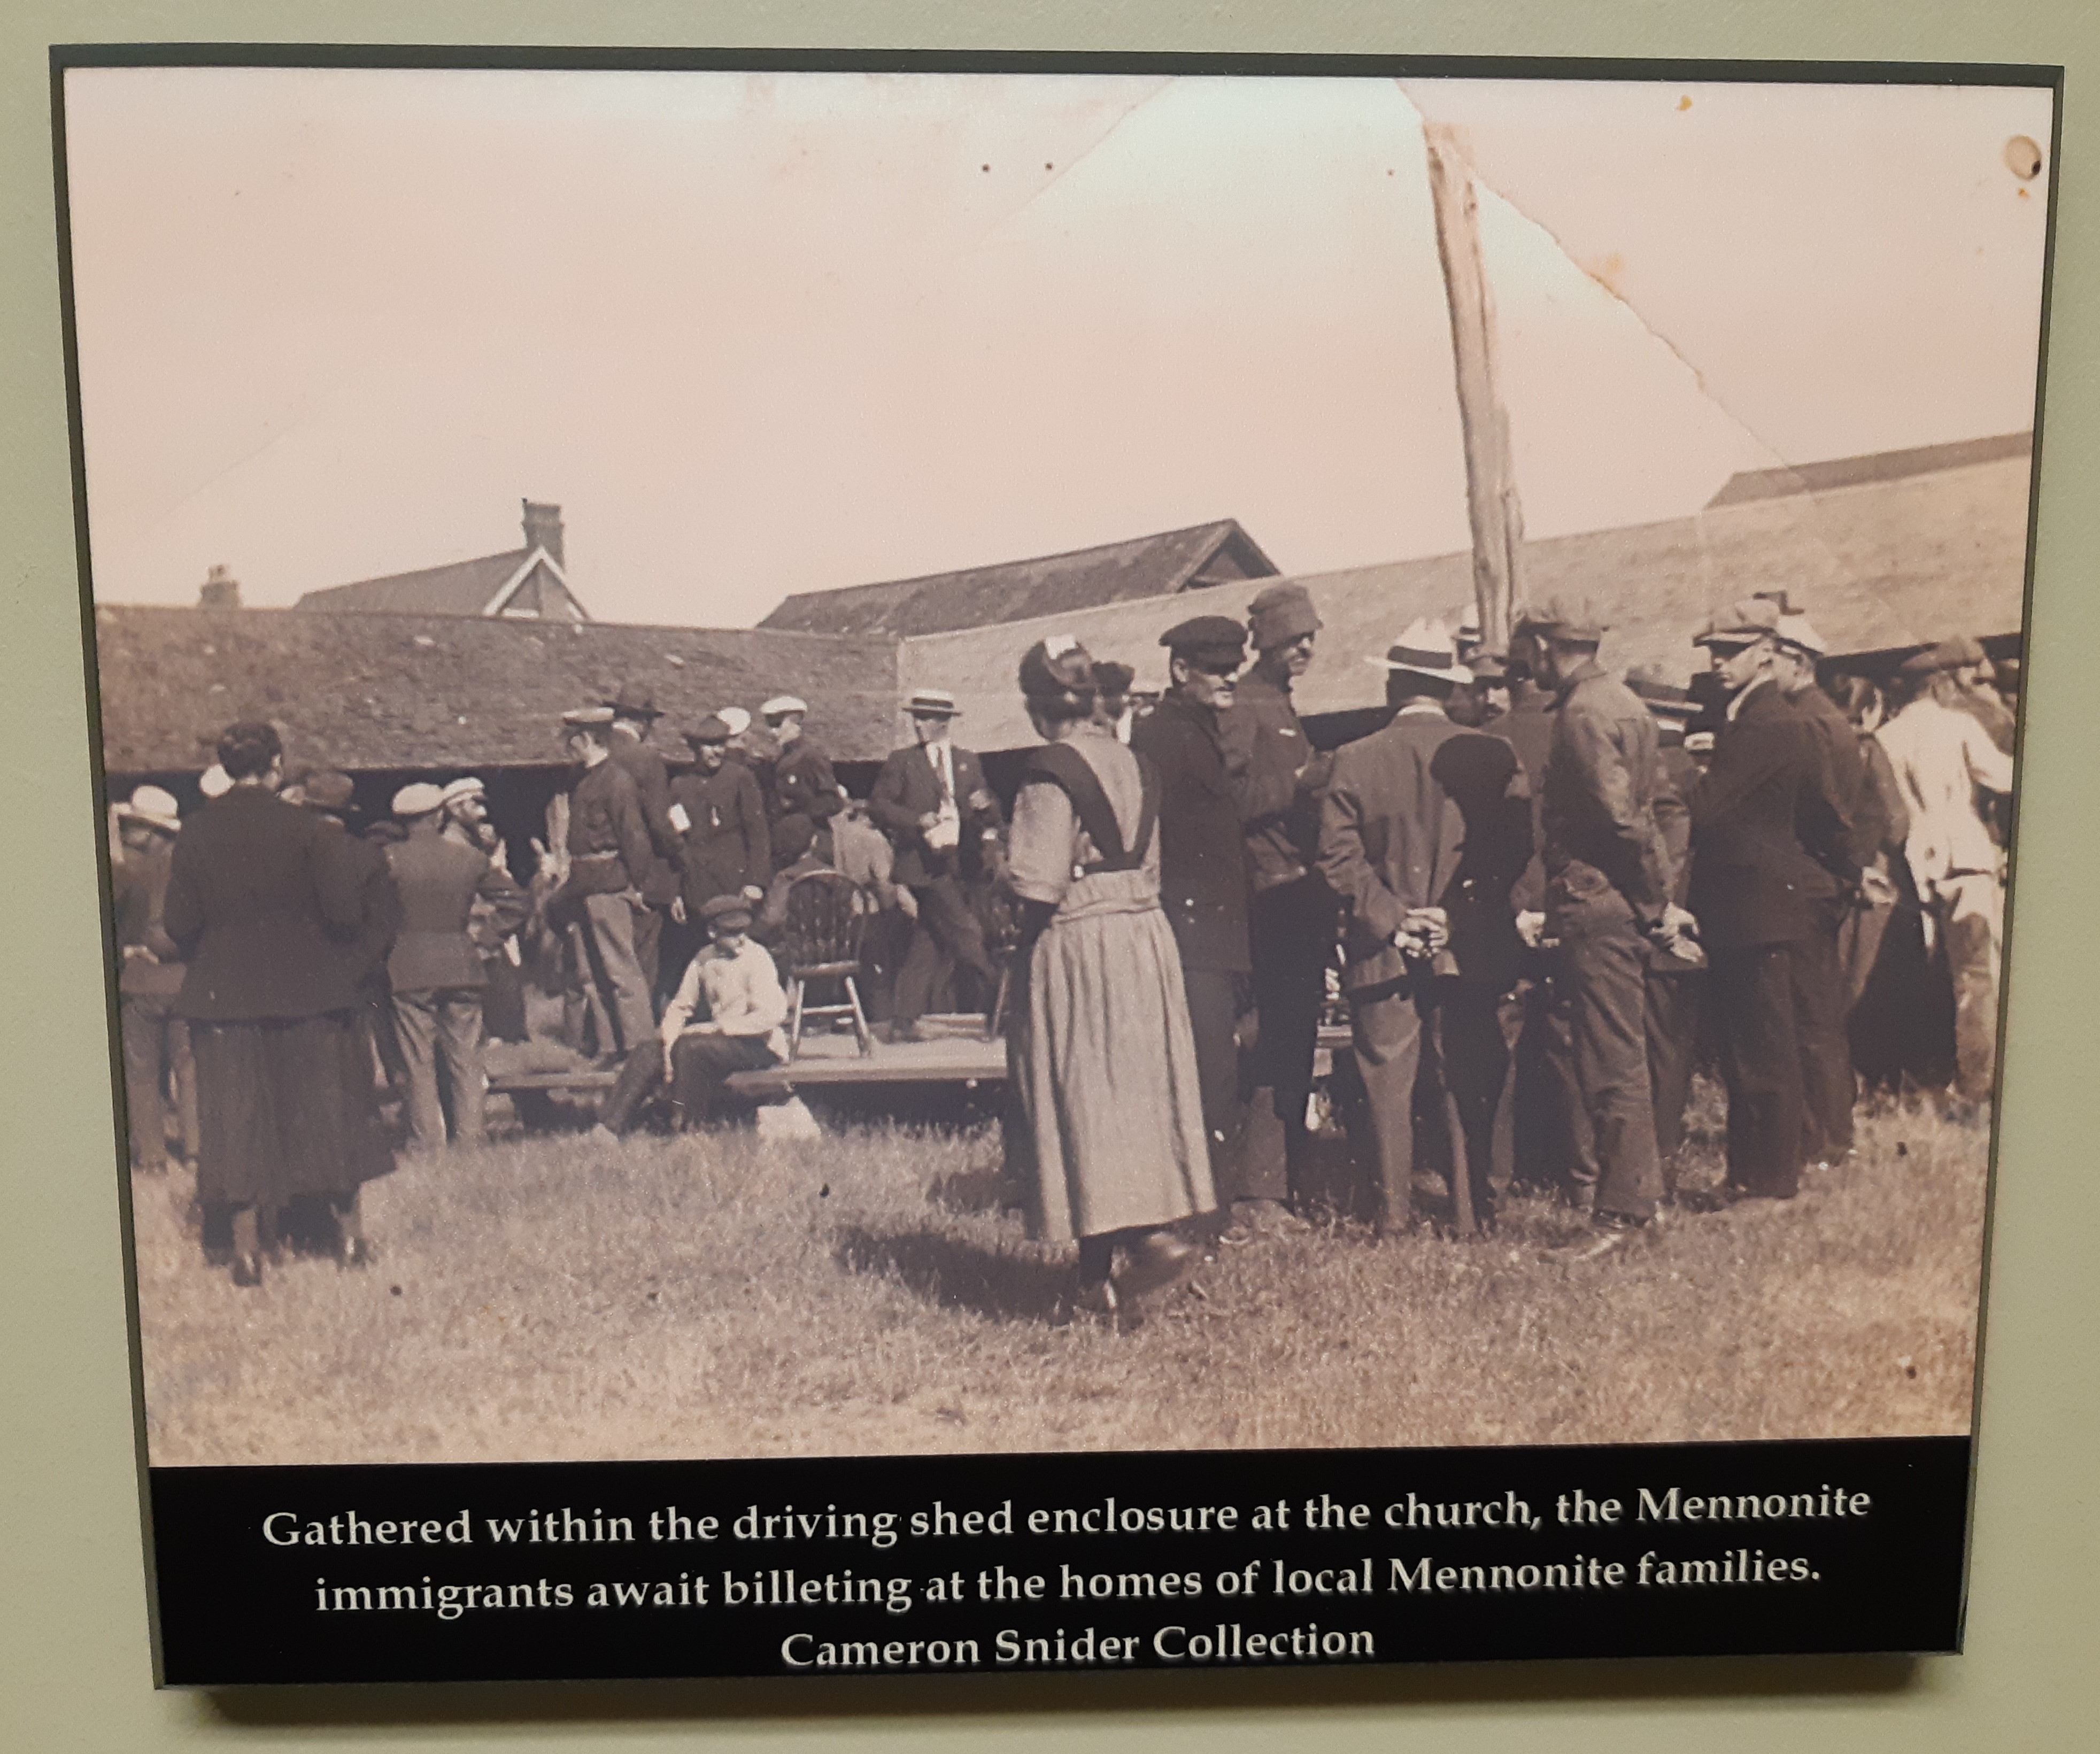 Gathered within the driving shed enclosure at the church, the Mennonite
immigrants await billeting at the homes of local Mennonite families.
Cameron Snider Collection